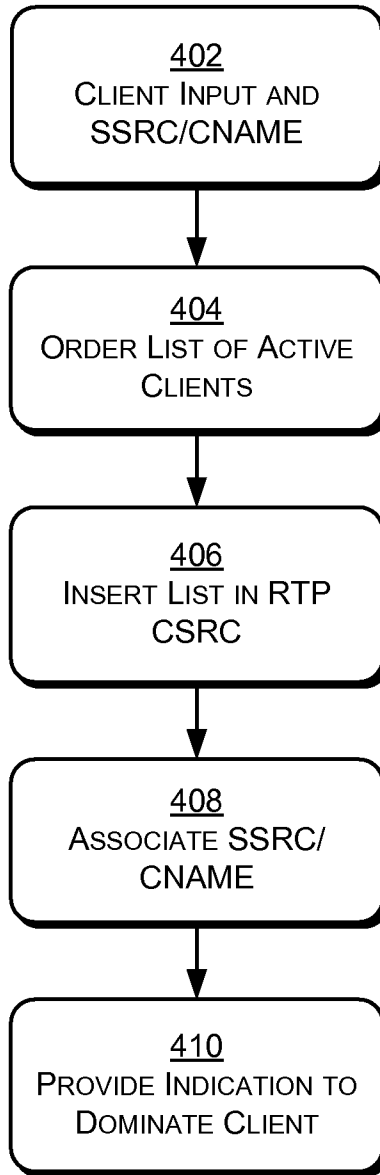 402
CLIENT INPUT AND
SSRC/CNAME
404
ORDER LIST OF ACTIVE
CLIENTS
406
INSERT LIST IN RTP
CSRC
408
ASSOCIATE SSRC/
CNAME
410
PROVIDE INDICATION TO
DOMINATE CLIENT